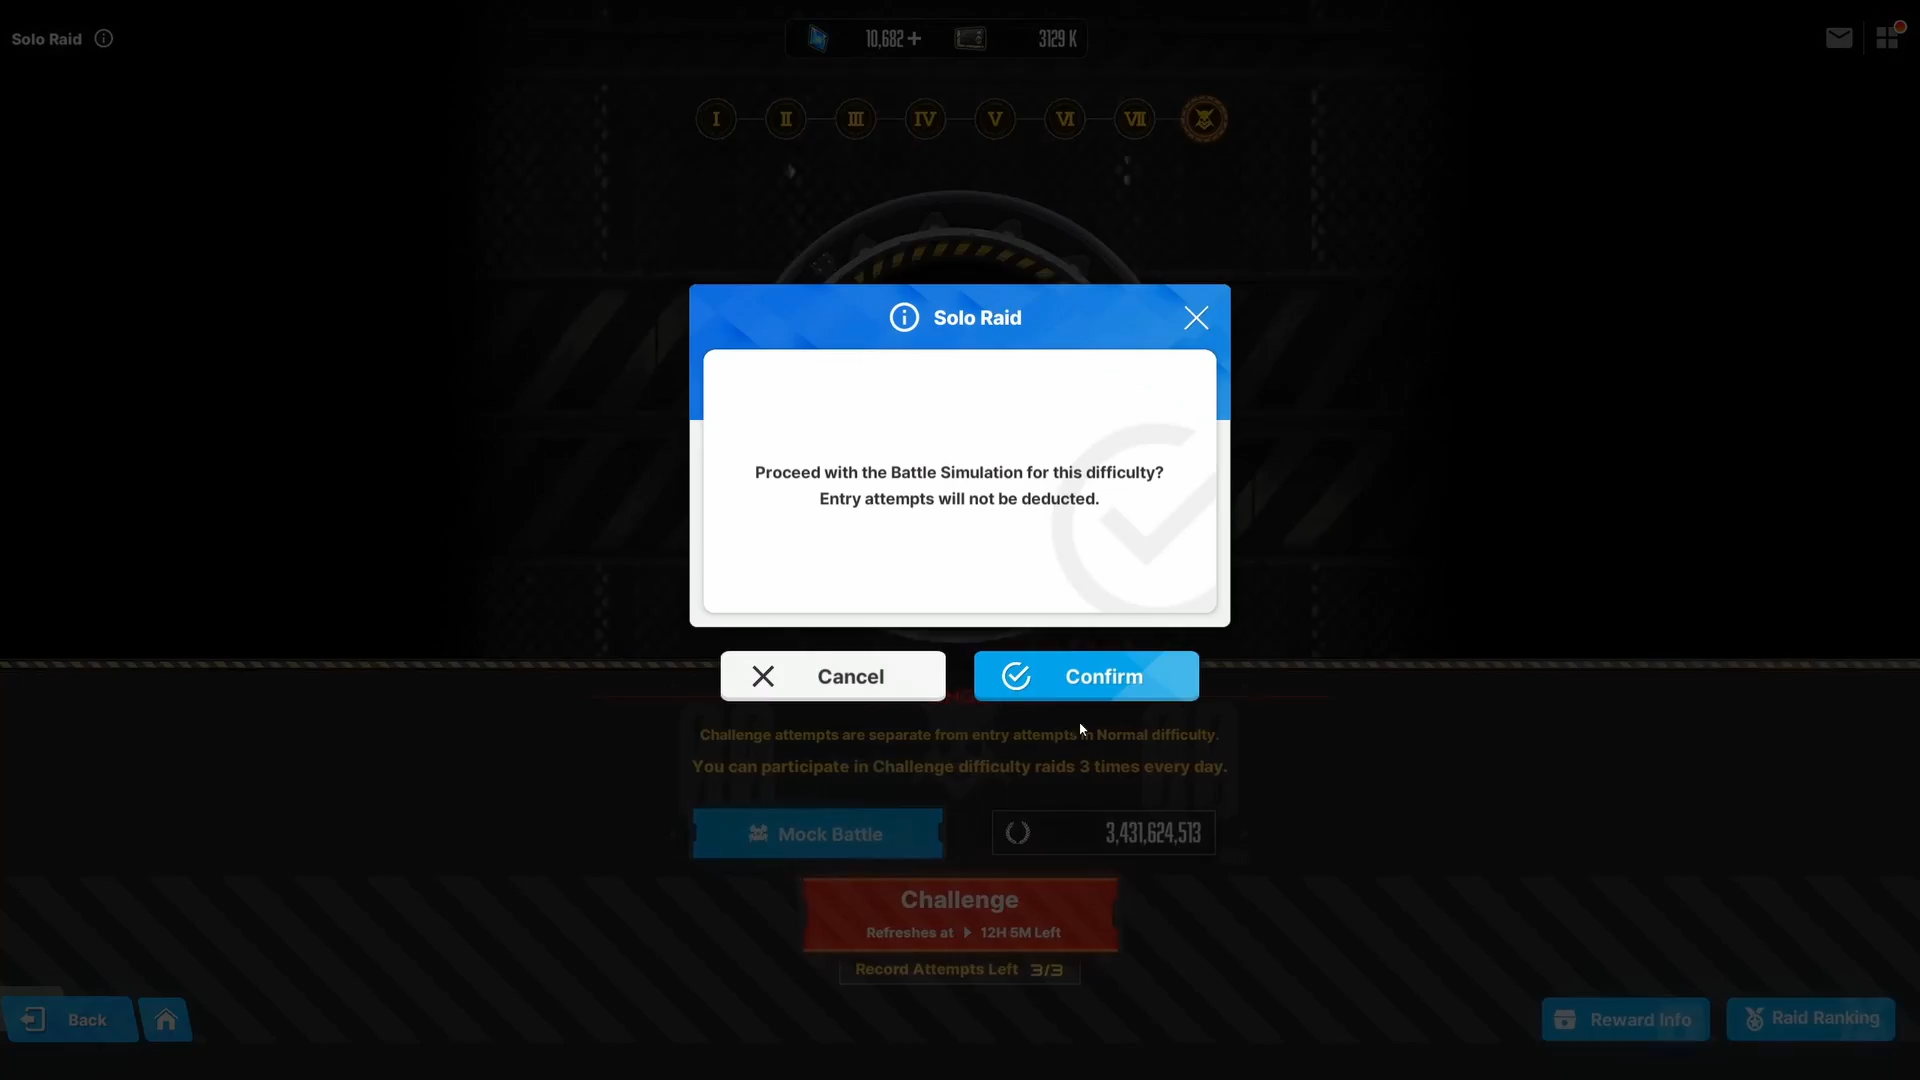 Solo Raid
10,682 +
3129 K
I II III IV V VI VII
Solo Raid
Proceed with the Battle Simulation for this difficulty?
Entry attempts will not be deducted.
Cancel
Confirm
Challenge attempts are separate from entry attempts in Normal difficulty.
You can participate in Challenge difficulty raids 3 times every day.
Mock Battle
3,431,624,513
Challenge
Refreshes at 12H 5M Left
Record Attempts Left 3/3
Back
Reward Info
Raid Ranking